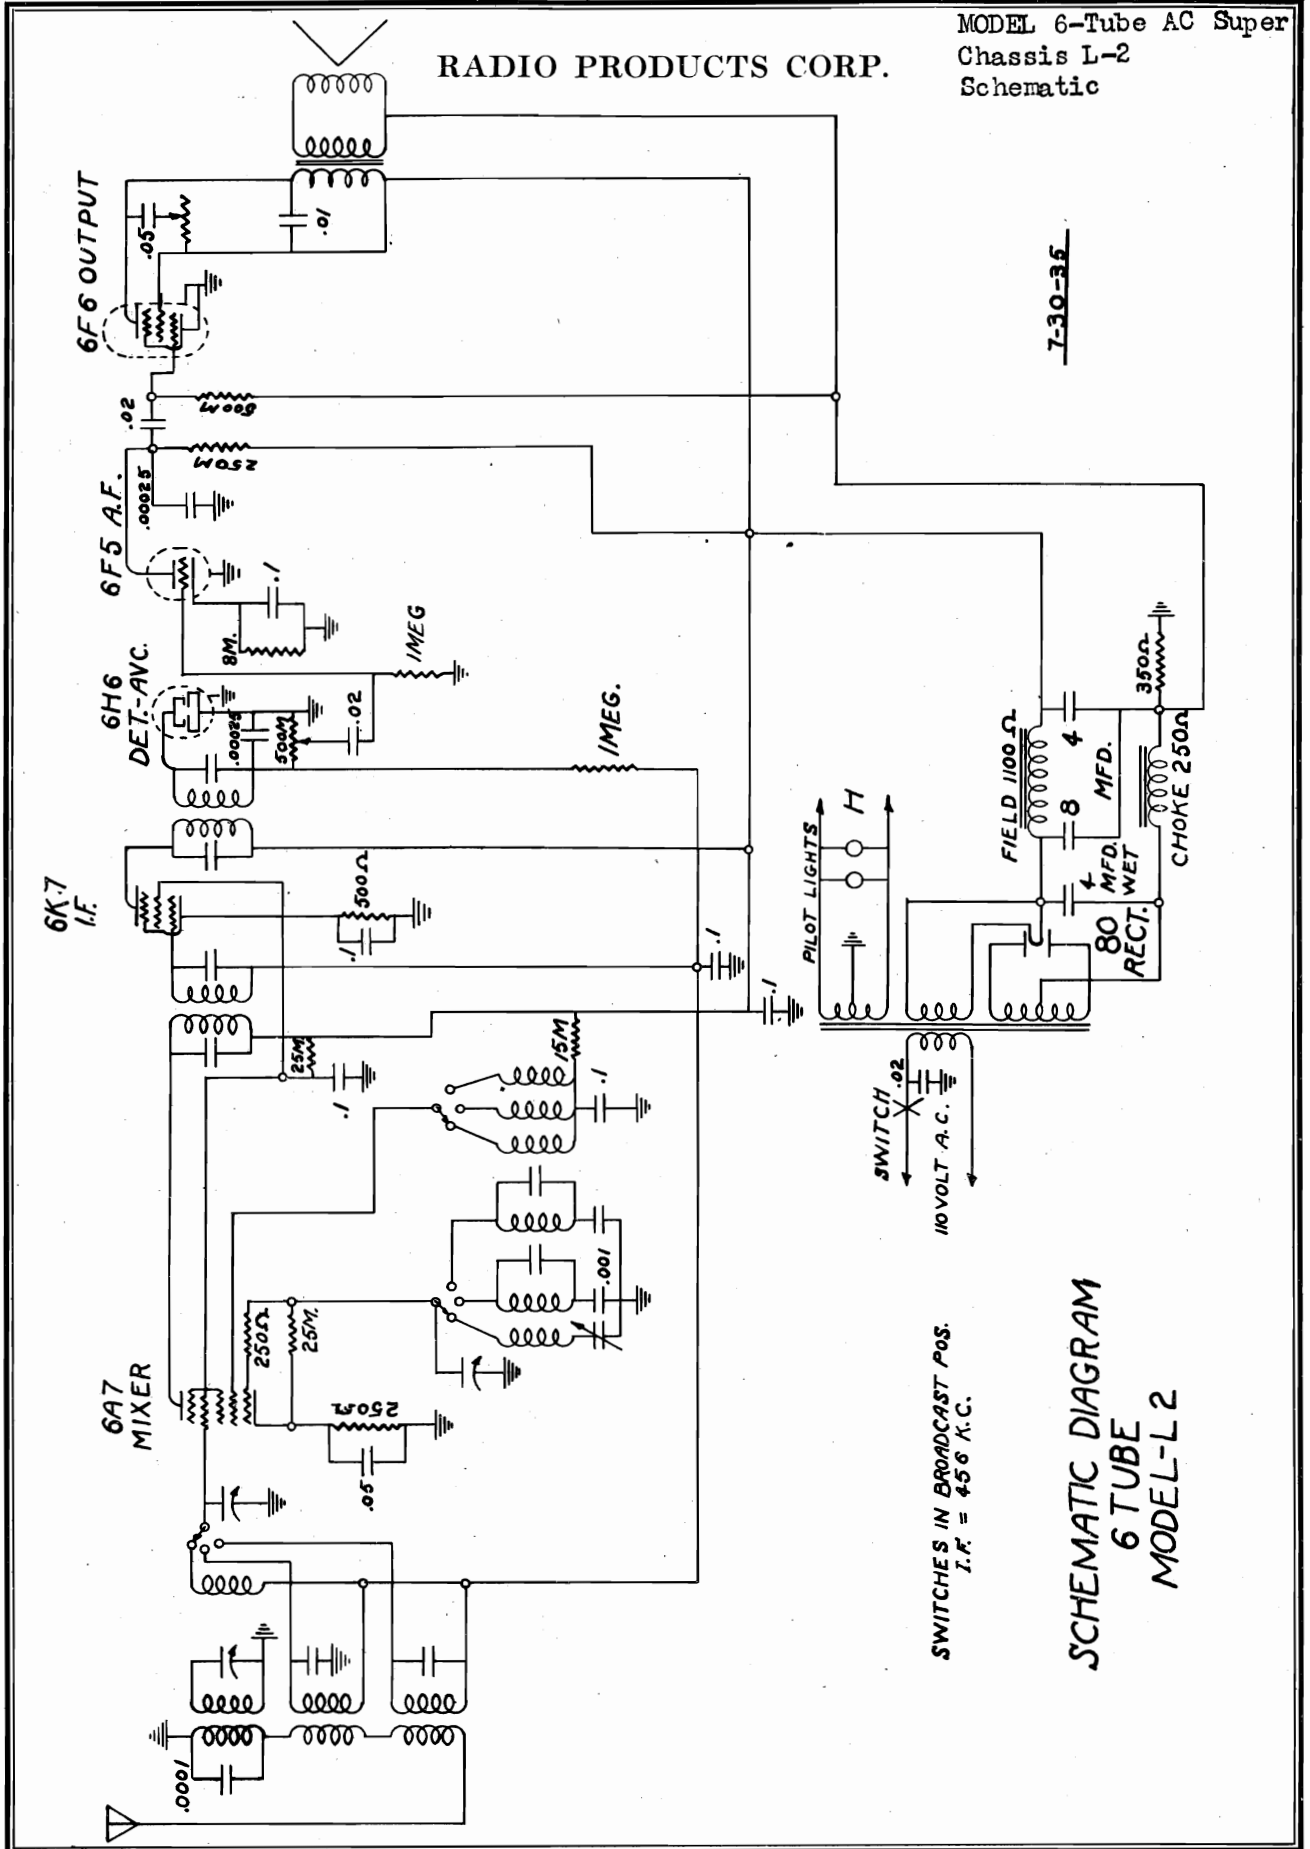 RADIO PRODUCTS CORP.
MODEL 6-Tube AC Super
Chassis L-2
Schematic
7-30-35
6F6 OUTPUT
.05
.01
.02
500M
250M
.00025
6F5 A.F.
.1
8M.
1MEG
6H6
DET.-AVC.
.00025
500M
.02
1MEG.
6K·7
I.F.
500Ω
.1
.1
.1
25M
.1
15M
.1
6A7
MIXER
250Ω
25M.
250Ω
.05
.001
.0001
PILOT LIGHTS
H
FIELD 1100Ω
4
8
MFD.
350Ω
CHOKE 250Ω
4
MFD.
WET
80
RECT.
SWITCH
.02
110 VOLT A.C.
SWITCHES IN BROADCAST POS.
I.F. = 456 K.C.
SCHEMATIC DIAGRAM
6 TUBE
MODEL-L2